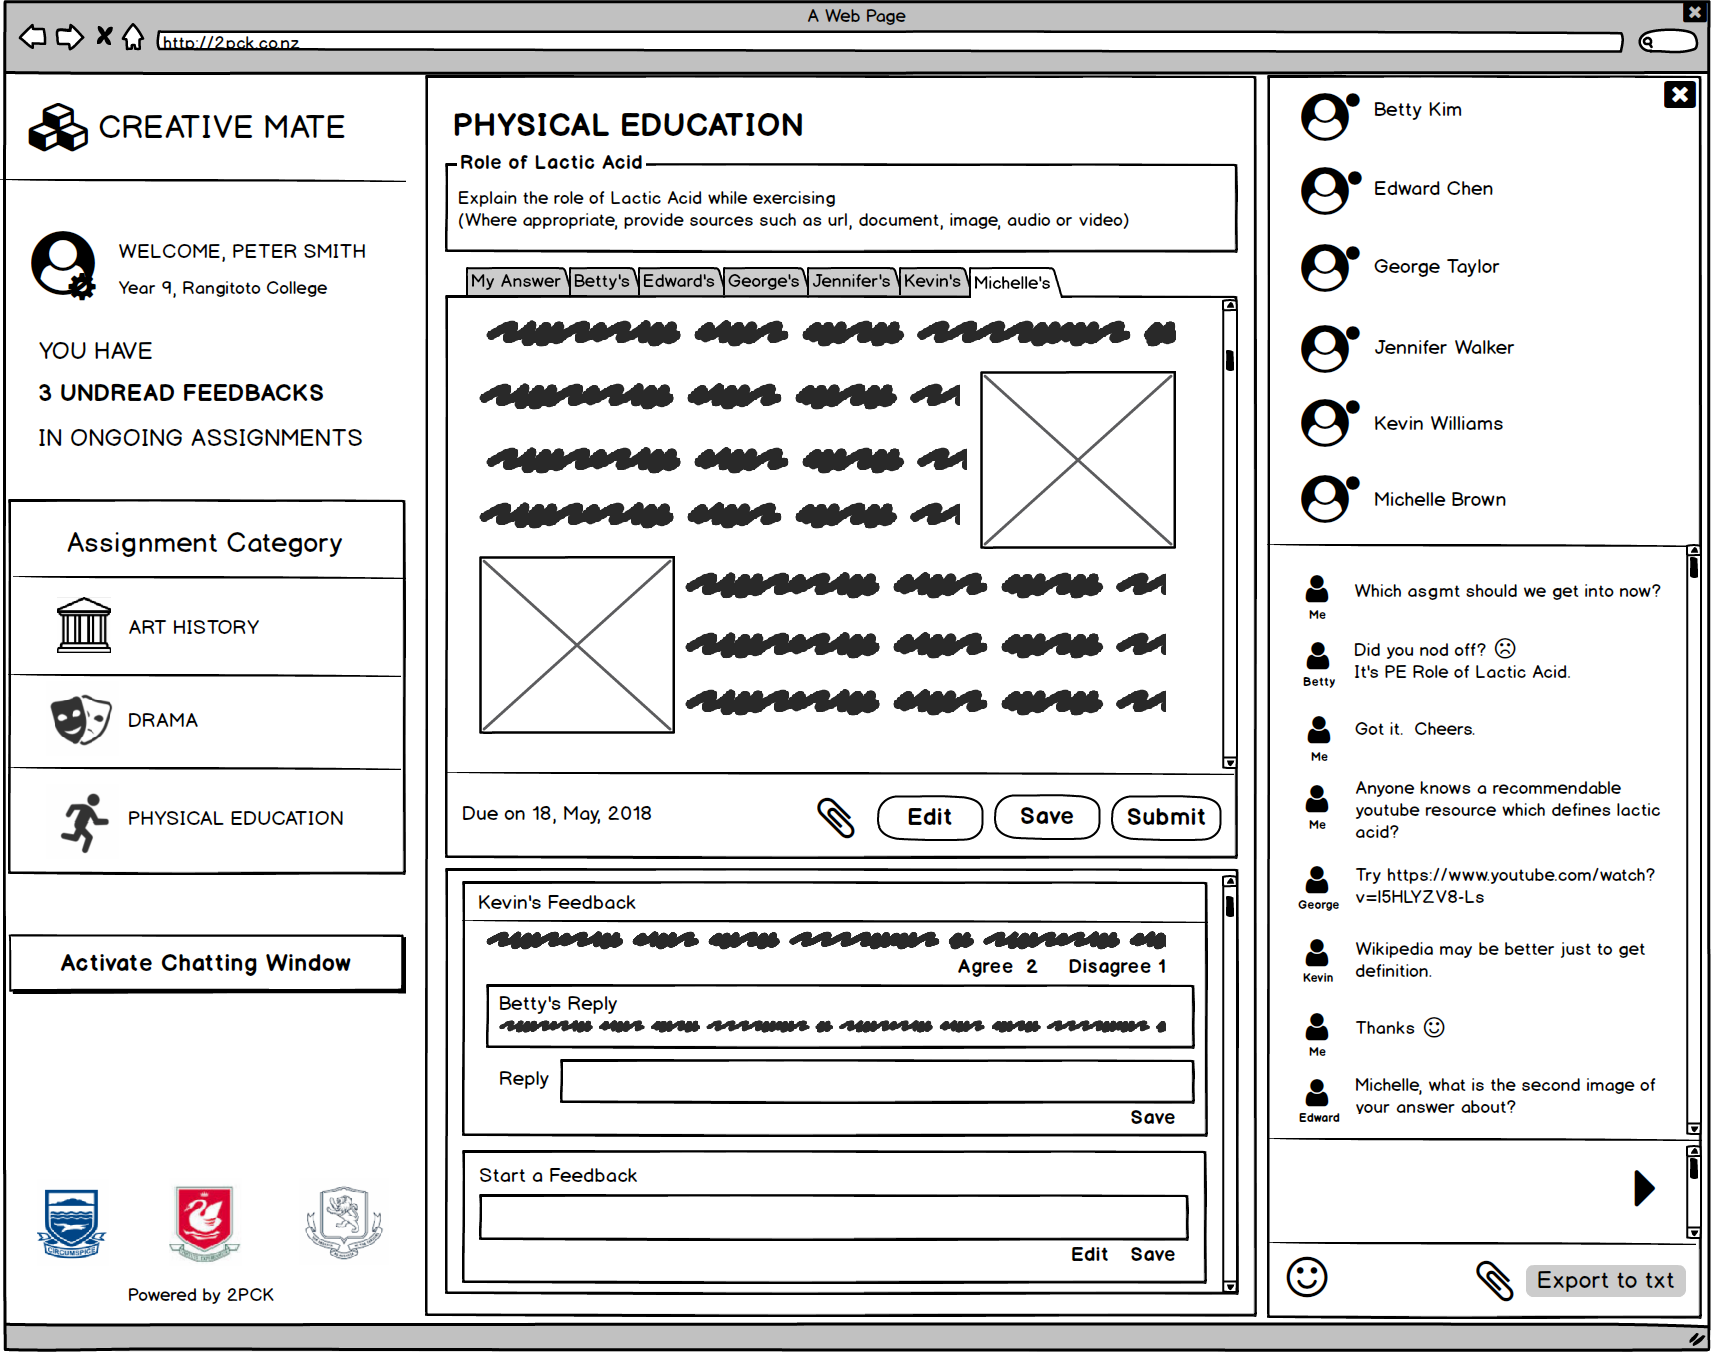 A Web Page
http://2pck.co.nz
CREATIVE MATE
WELCOME, PETER SMITH
Year 9, Rangitoto College
YOU HAVE
3 UNDREAD FEEDBACKS
IN ONGOING ASSIGNMENTS
Assignment Category
ART HISTORY
DRAMA
PHYSICAL EDUCATION
Activate Chatting Window
CIRCUMSPICE
Powered by 2PCK
PHYSICAL EDUCATION
Role of Lactic Acid
Explain the role of Lactic Acid while exercising
(Where appropriate, provide sources such as url, document, image, audio or video)
My Answer Betty's Edward's George's Jennifer's Kevin's Michelle's
Due on 18, May, 2018
Edit Save Submit
Kevin's Feedback
Agree 2 Disagree 1
Betty's Reply
Reply
Save
Start a Feedback
Edit Save
Betty Kim
Edward Chen
George Taylor
Jennifer Walker
Kevin Williams
Michelle Brown
Me
Which asgmt should we get into now?
Betty
Did you nod off?
It's PE Role of Lactic Acid.
Me
Got it. Cheers.
Me
Anyone knows a recommendable
youtube resource which defines lactic
acid?
George
Try https://www.youtube.com/watch?
v=I5HLYZV8-Ls
Kevin
Wikipedia may be better just to get
definition.
Me
Thanks
Edward
Michelle, what is the second image of
your answer about?
Export to txt